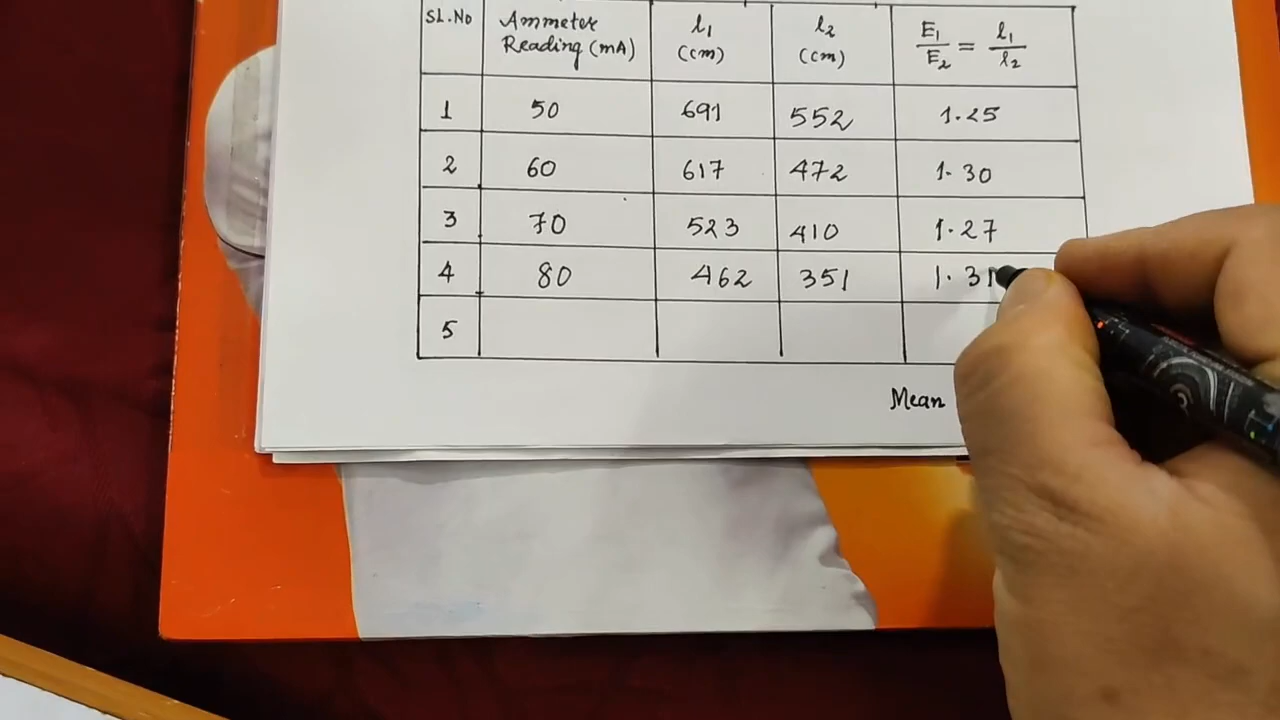 Sl.No Ammeter Reading (mA) l₁ (cm) l₂ (cm) E₁/E₂ = l₁/l₂
1 50 691 552 1.25
2 60 617 472 1.30
3 70 523 410 1.27
4 80 462 351 1.31
5
Mean